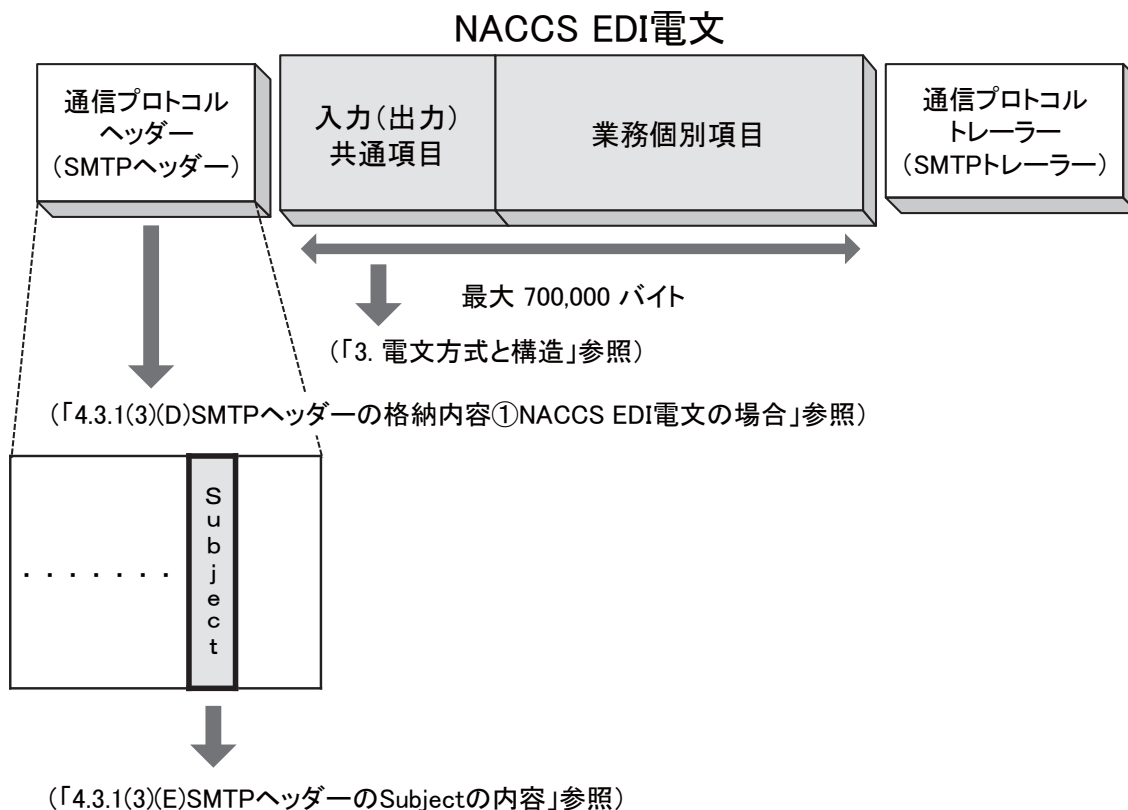 NACCS EDI電文
通信プロトコル
ヘッダー
(SMTPヘッダー)
入力(出力)
共通項目
業務個別項目
通信プロトコル
トレーラー
(SMTPトレーラー)
最大 700,000 バイト
(「3. 電文方式と構造」参照)
(「4.3.1(3)(D)SMTPヘッダーの格納内容①NACCS EDI電文の場合」参照)
・・・・・・・
Subject
(「4.3.1(3)(E)SMTPヘッダーのSubjectの内容」参照)